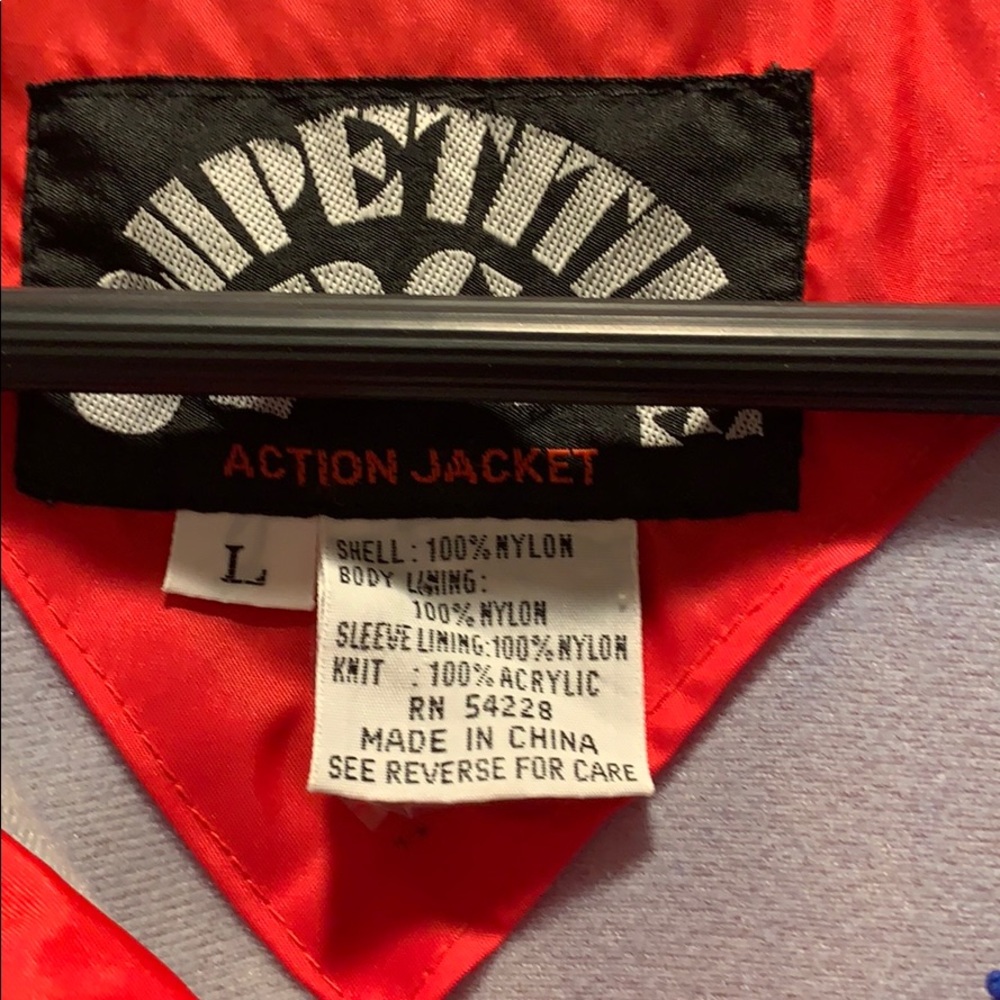 ACTION JACKET
L
SHELL : 100% NYLON
BODY LINING:
100% NYLON
SLEEVE LINING:100% NYLON
KNIT : 100% ACRYLIC
RN 54228
MADE IN CHINA
SEE REVERSE FOR CARE